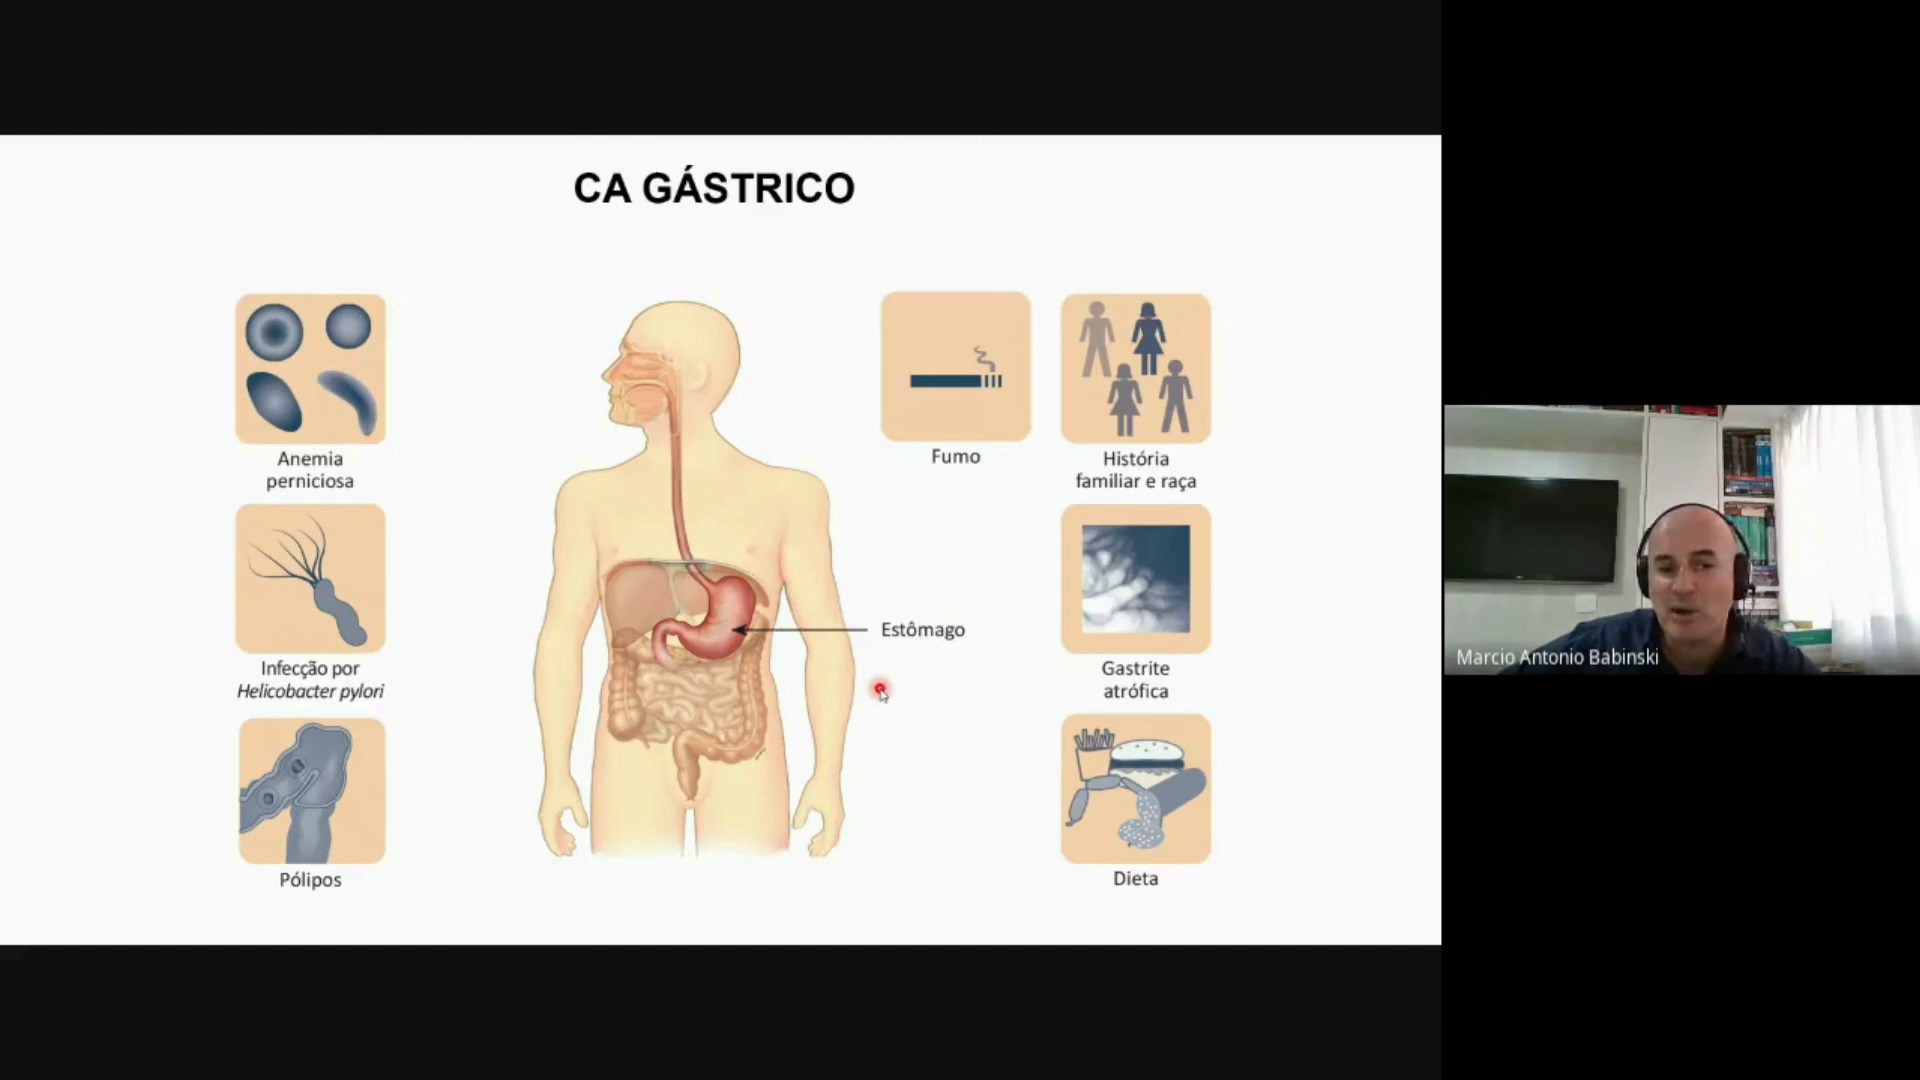 CA GÁSTRICO
Anemia
perniciosa
Fumo
História
familiar e raça
Infecção por
Helicobacter pylori
Estômago
Gastrite
atrófica
Pólipos
Dieta
Marcio Antonio Babinski